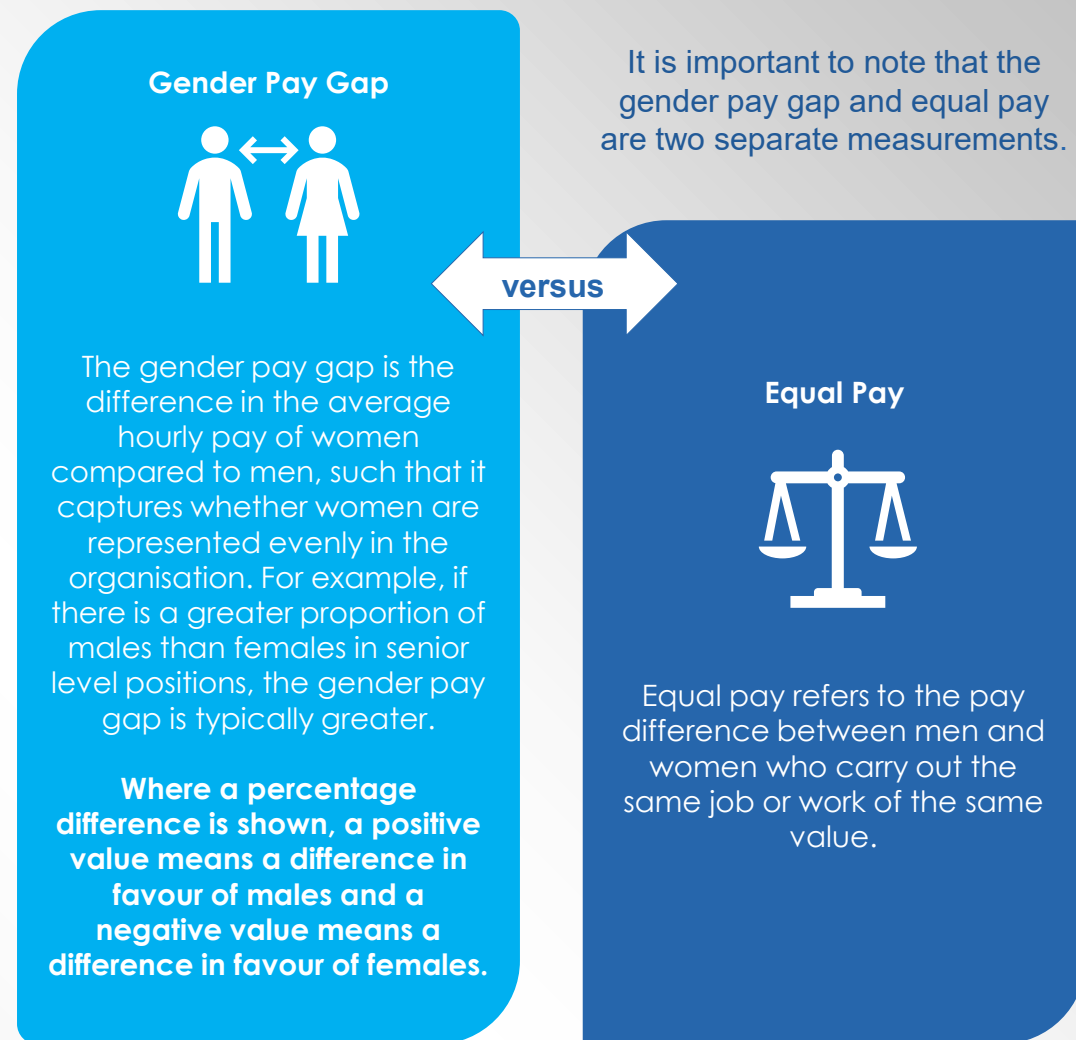 Gender Pay Gap
The gender pay gap is the
difference in the average
hourly pay of women
compared to men, such that it
captures whether women are
represented evenly in the
organisation. For example, if
there is a greater proportion of
males than females in senior
level positions, the gender pay
gap is typically greater.
Where a percentage
difference is shown, a positive
value means a difference in
favour of males and a
negative value means a
difference in favour of females.
versus
It is important to note that the
gender pay gap and equal pay
are two separate measurements.
Equal Pay
Equal pay refers to the pay
difference between men and
women who carry out the
same job or work of the same
value.